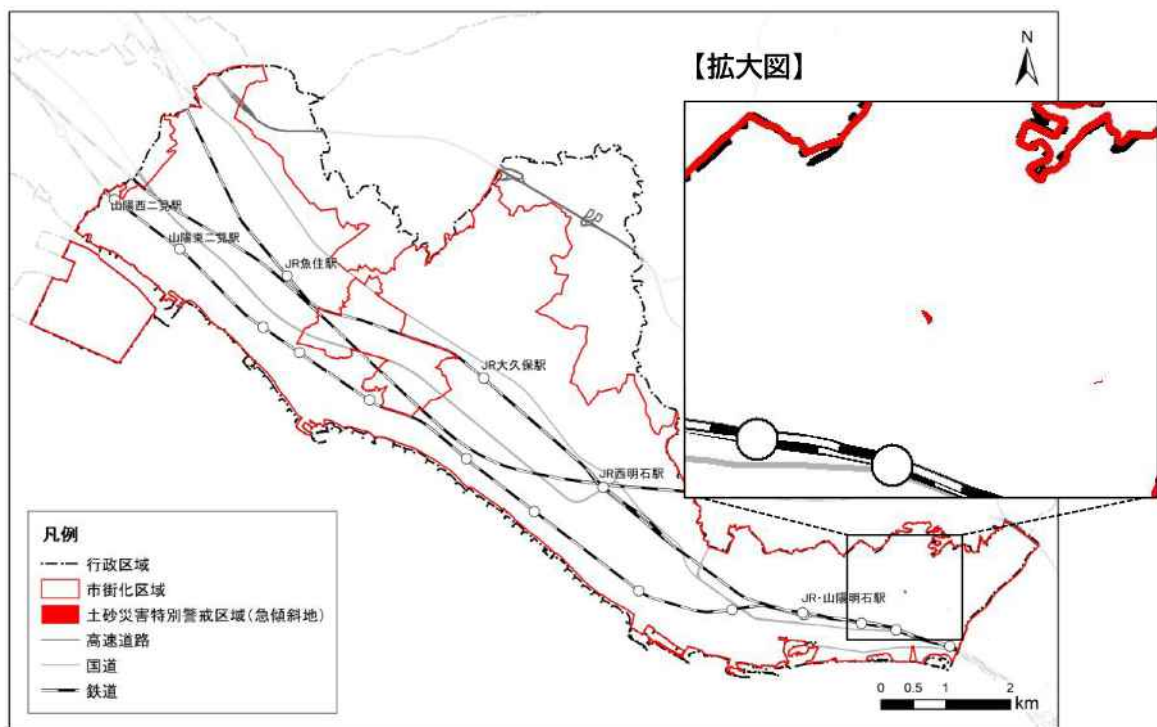 【拡大図】
N
山陽西二見駅
山陽東二見駅
JR魚住駅
JR大久保駅
JR西明石駅
JR・山陽明石駅
凡例
行政区域
市街化区域
土砂災害特別警戒区域(急傾斜地)
高速道路
国道
鉄道
0 0.5 1 2
km